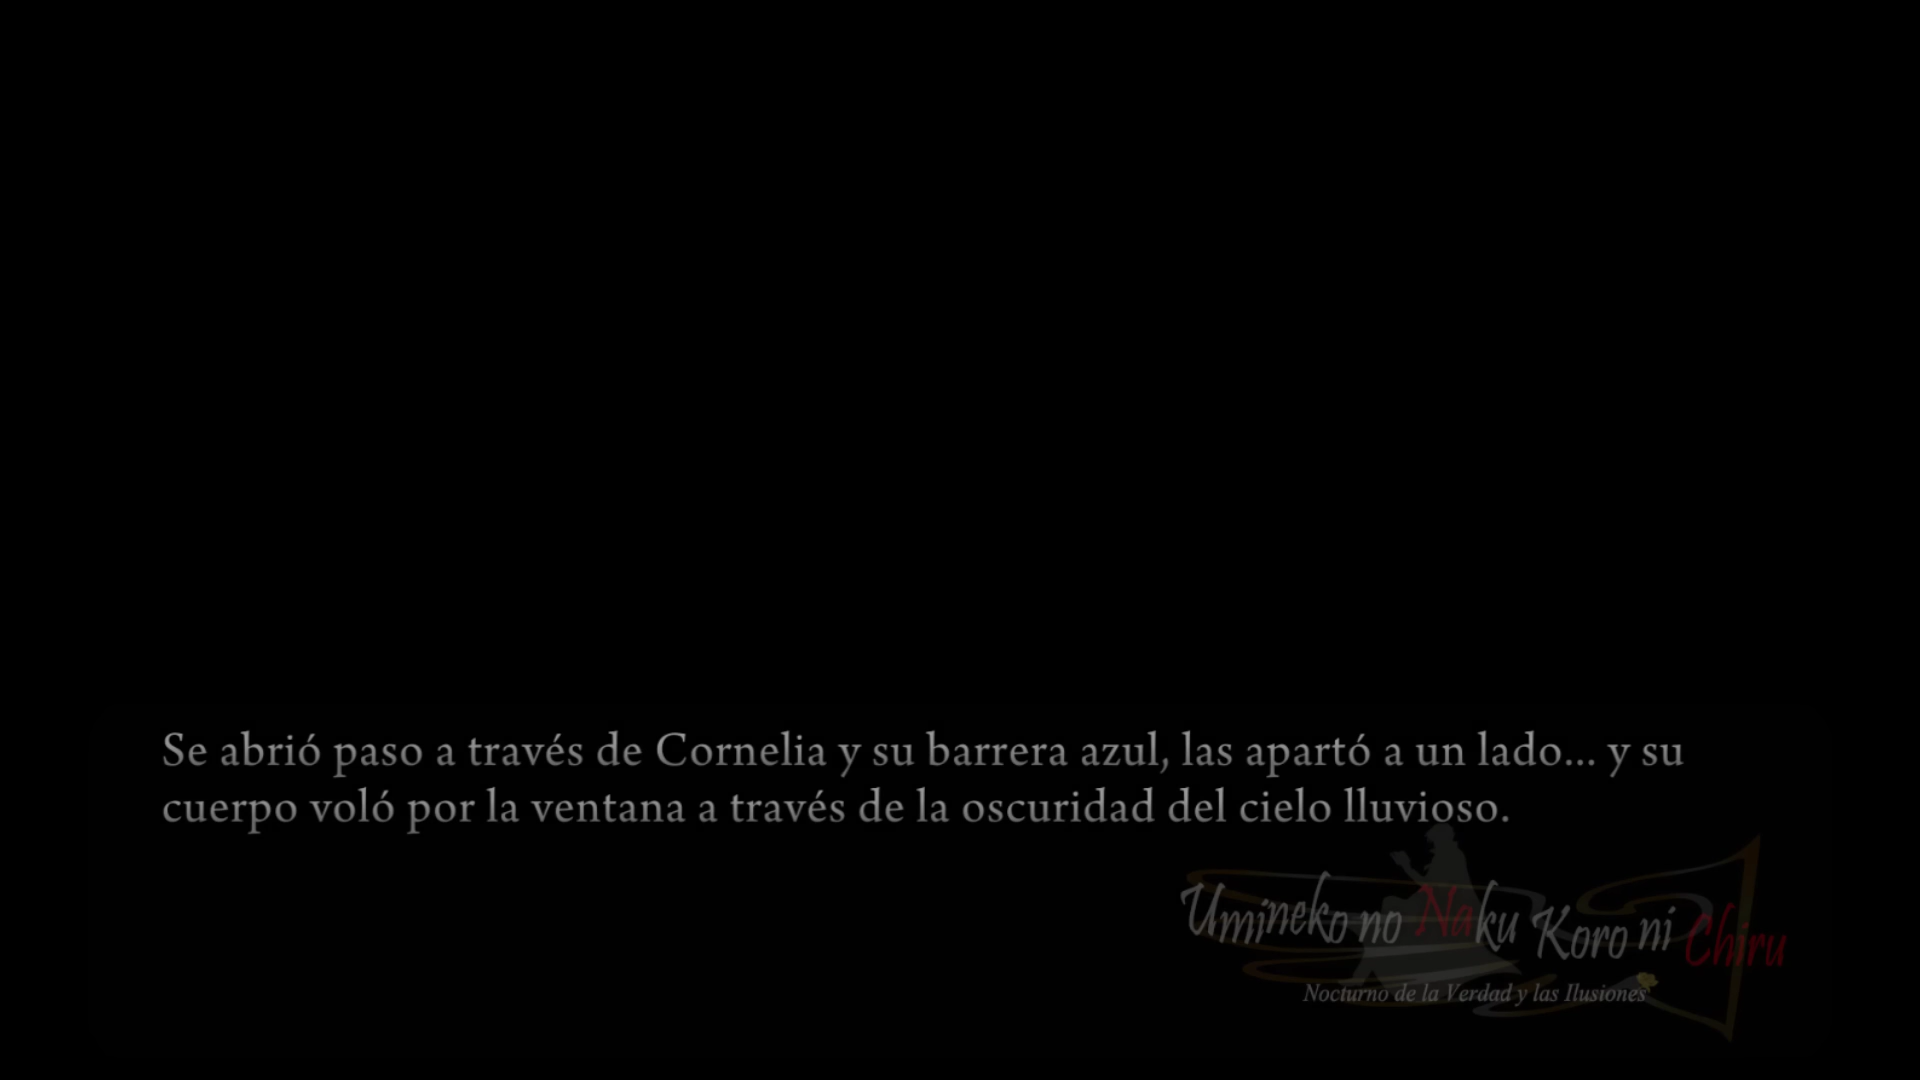 Se abrió paso a través de Cornelia y su barrera azul, las apartó a un lado... y su
cuerpo voló por la ventana a través de la oscuridad del cielo lluvioso.
Umineko no Naku Koro ni Chiru
Nocturno de la Verdad y las Ilusiones